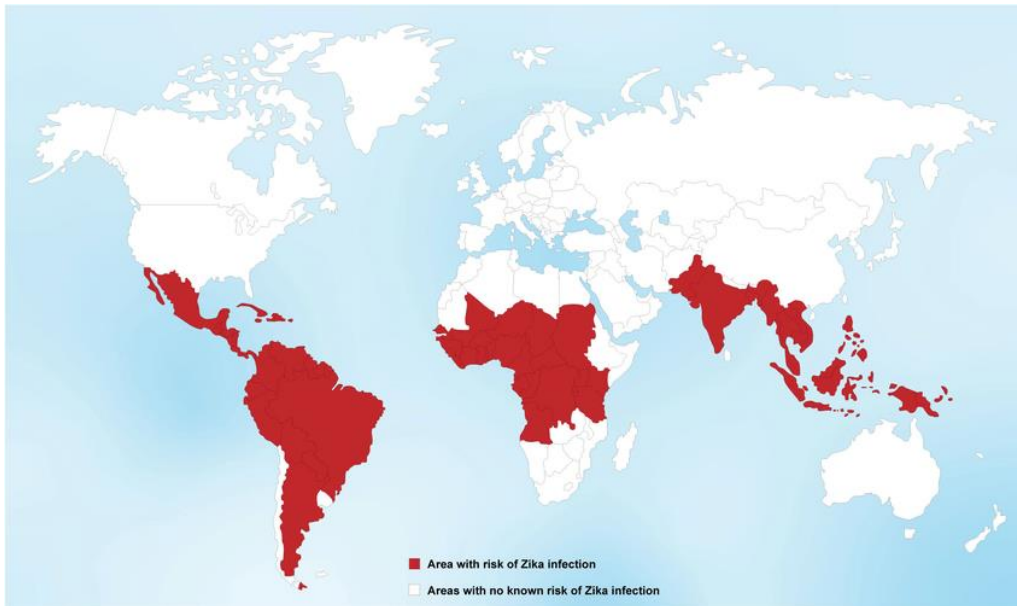 Area with risk of Zika infection
Areas with no known risk of Zika infection